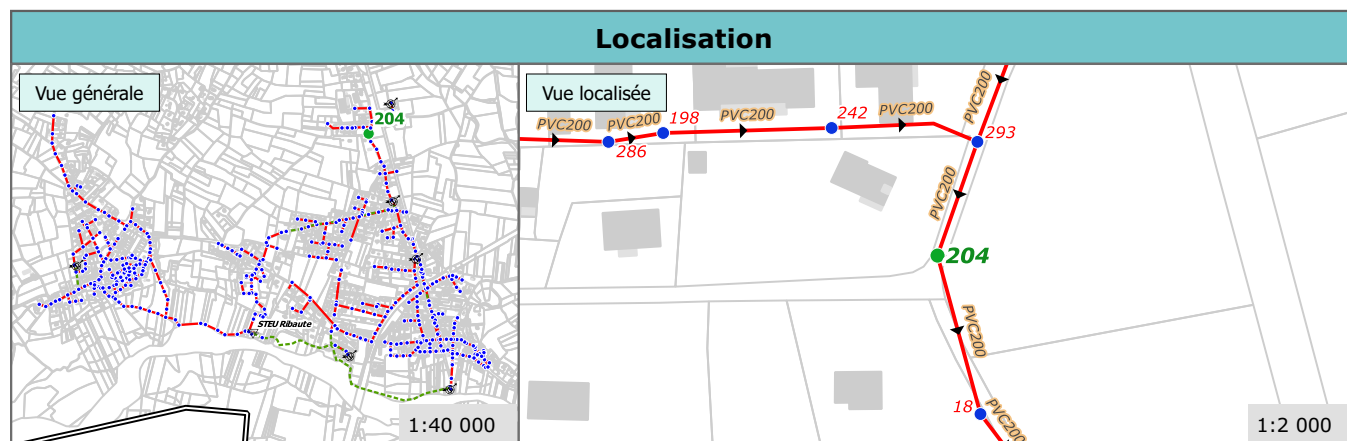 Localisation
Vue générale
204
STEU Ribaute
1:40 000
Vue localisée
PVC200
PVC200
198
PVC200
242
PVC200
PVC200
293
286
PVC200
204
PVC200
18
PVC200
1:2 000